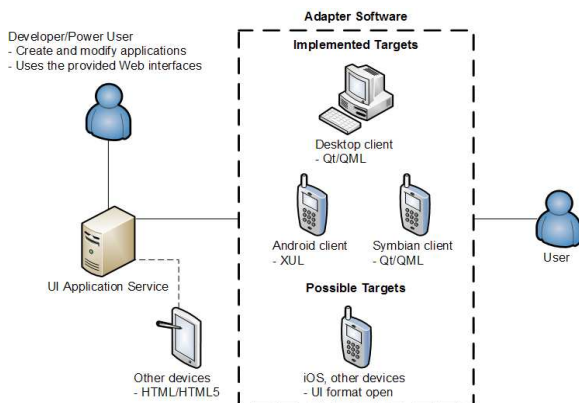 Adapter Software
Developer/Power User
- Create and modify applications
- Uses the provided Web interfaces
Implemented Targets
Desktop client
- Qt/QML
Android client
- XUL
Symbian client
- Qt/QML
User
UI Application Service
Possible Targets
Other devices
- HTML/HTML5
iOS, other devices
- UI format open